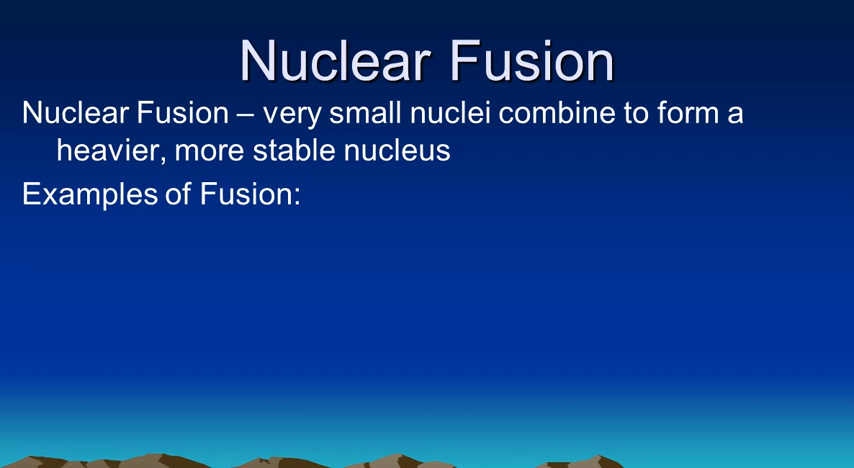 Nuclear Fusion
Nuclear Fusion – very small nuclei combine to form a
heavier, more stable nucleus
Examples of Fusion: